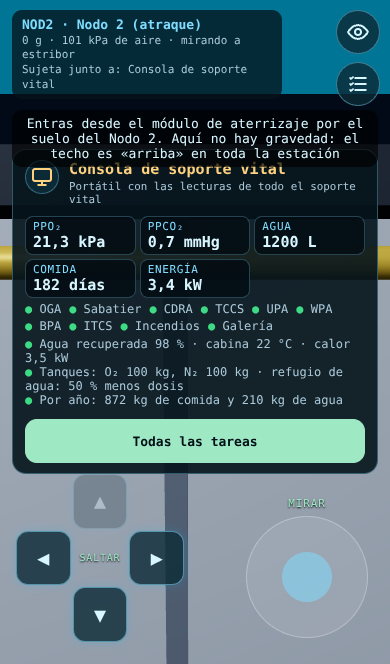 NOD2 · Nodo 2 (atraque)
0 g · 101 kPa de aire · mirando a
estribor
Sujeta junto a: Consola de soporte
vital
Entras desde el módulo de aterrizaje por el
suelo del Nodo 2. Aquí no hay gravedad: el
techo es «arriba» en toda la estación
Consola de soporte vital
Portátil con las lecturas de todo el soporte
vital
PPO₂
21,3 kPa
PPCO₂
0,7 mmHg
AGUA
1200 L
COMIDA
182 días
ENERGÍA
3,4 kW
● OGA ● Sabatier ● CDRA ● TCCS ● UPA ● WPA
● BPA ● ITCS ● Incendios ● Galería
● Agua recuperada 98 % · cabina 22 °C · calor
3,5 kW
● Tanques: O₂ 100 kg, N₂ 100 kg · refugio de
agua: 50 % menos dosis
● Por año: 872 kg de comida y 210 kg de agua
Todas las tareas
MIRAR
SALTAR